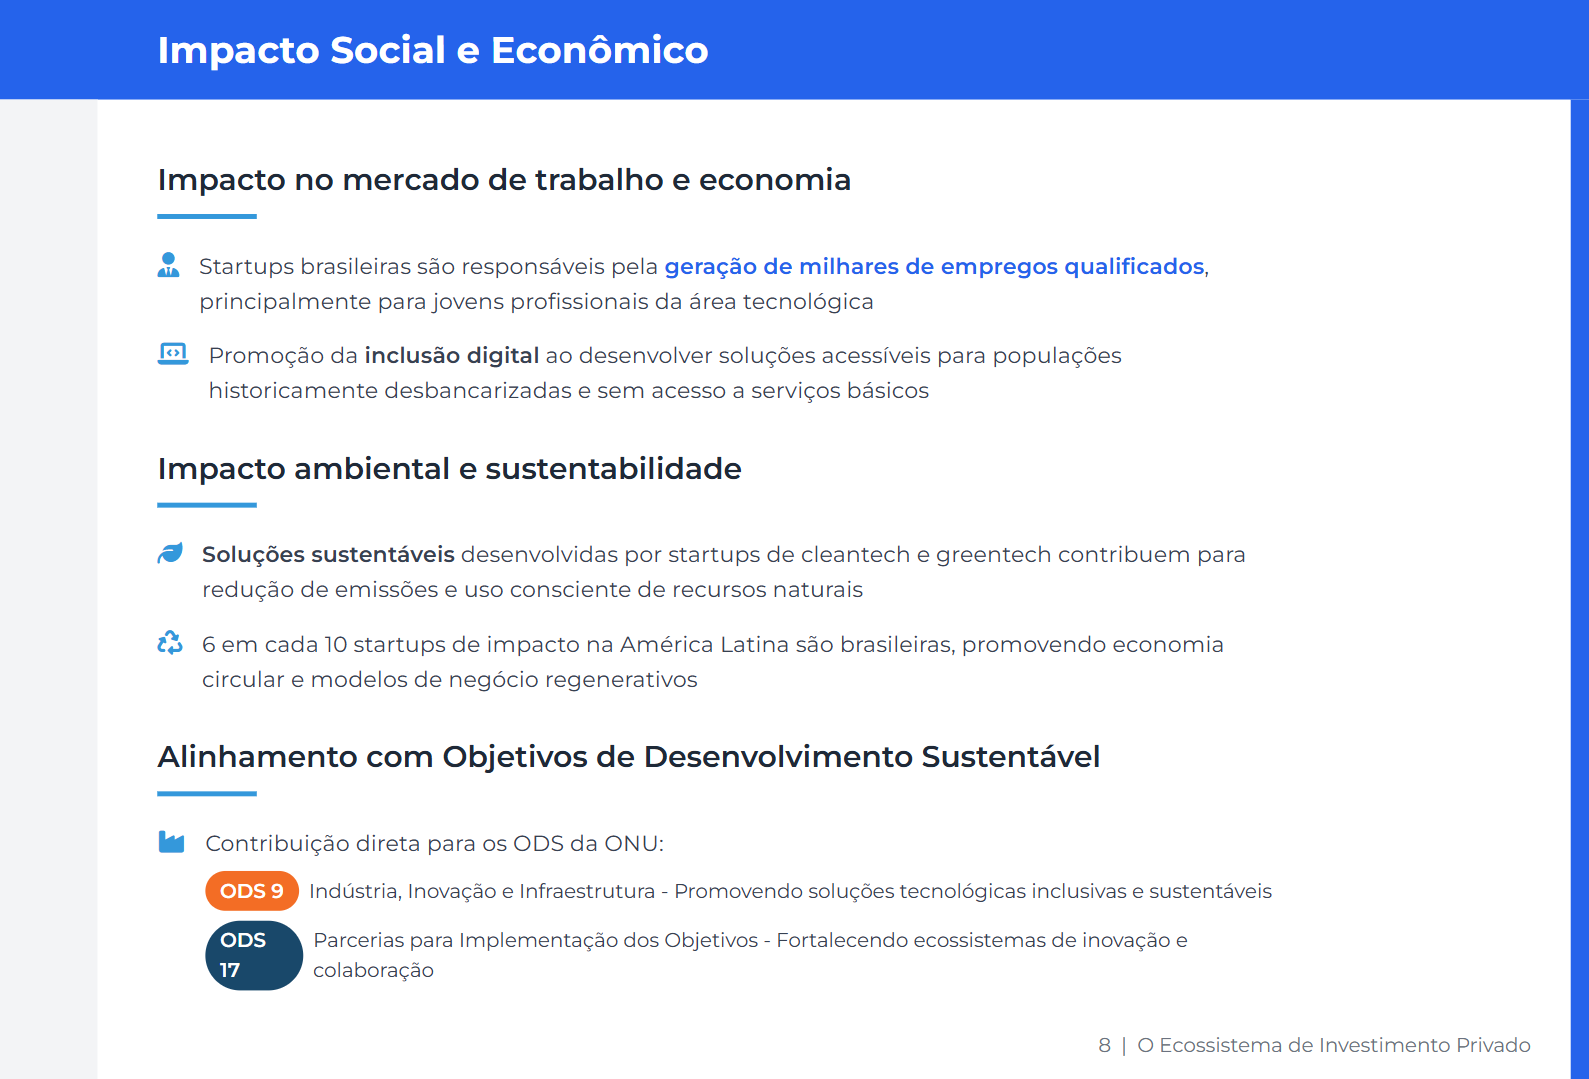 Impacto Social e Econômico
Impacto no mercado de trabalho e economia
Startups brasileiras são responsáveis pela geração de milhares de empregos qualificados,
principalmente para jovens profissionais da área tecnológica
Promoção da inclusão digital ao desenvolver soluções acessíveis para populações
historicamente desbancarizadas e sem acesso a serviços básicos
Impacto ambiental e sustentabilidade
Soluções sustentáveis desenvolvidas por startups de cleantech e greentech contribuem para
redução de emissões e uso consciente de recursos naturais
6 em cada 10 startups de impacto na América Latina são brasileiras, promovendo economia
circular e modelos de negócio regenerativos
Alinhamento com Objetivos de Desenvolvimento Sustentável
Contribuição direta para os ODS da ONU:
ODS 9 Indústria, Inovação e Infraestrutura - Promovendo soluções tecnológicas inclusivas e sustentáveis
ODS
17
Parcerias para Implementação dos Objetivos - Fortalecendo ecossistemas de inovação e
colaboração
8 | O Ecossistema de Investimento Privado